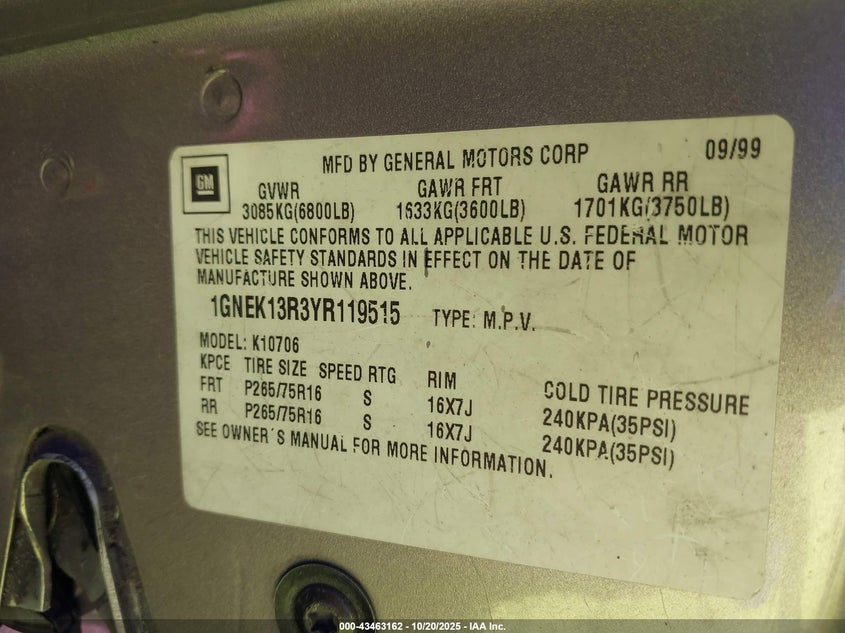 MFD BY GENERAL MOTORS CORP 09/99
GM
GVWR GAWR FRT GAWR RR
3085KG(6800LB) 1633KG(3600LB) 1701KG(3750LB)
THIS VEHICLE CONFORMS TO ALL APPLICABLE U.S. FEDERAL MOTOR
VEHICLE SAFETY STANDARDS IN EFFECT ON THE DATE OF
MANUFACTURE SHOWN ABOVE.
1GNEK13R3YR119515 TYPE: M.P.V.
MODEL: K10706
KPCE TIRE SIZE SPEED RTG RIM COLD TIRE PRESSURE
FRT P265/75R16 S 16X7J 240KPA(35PSI)
RR P265/75R16 S 16X7J 240KPA(35PSI)
SEE OWNER'S MANUAL FOR MORE INFORMATION.
000-43463162 - 10/20/2025 - IAA Inc.